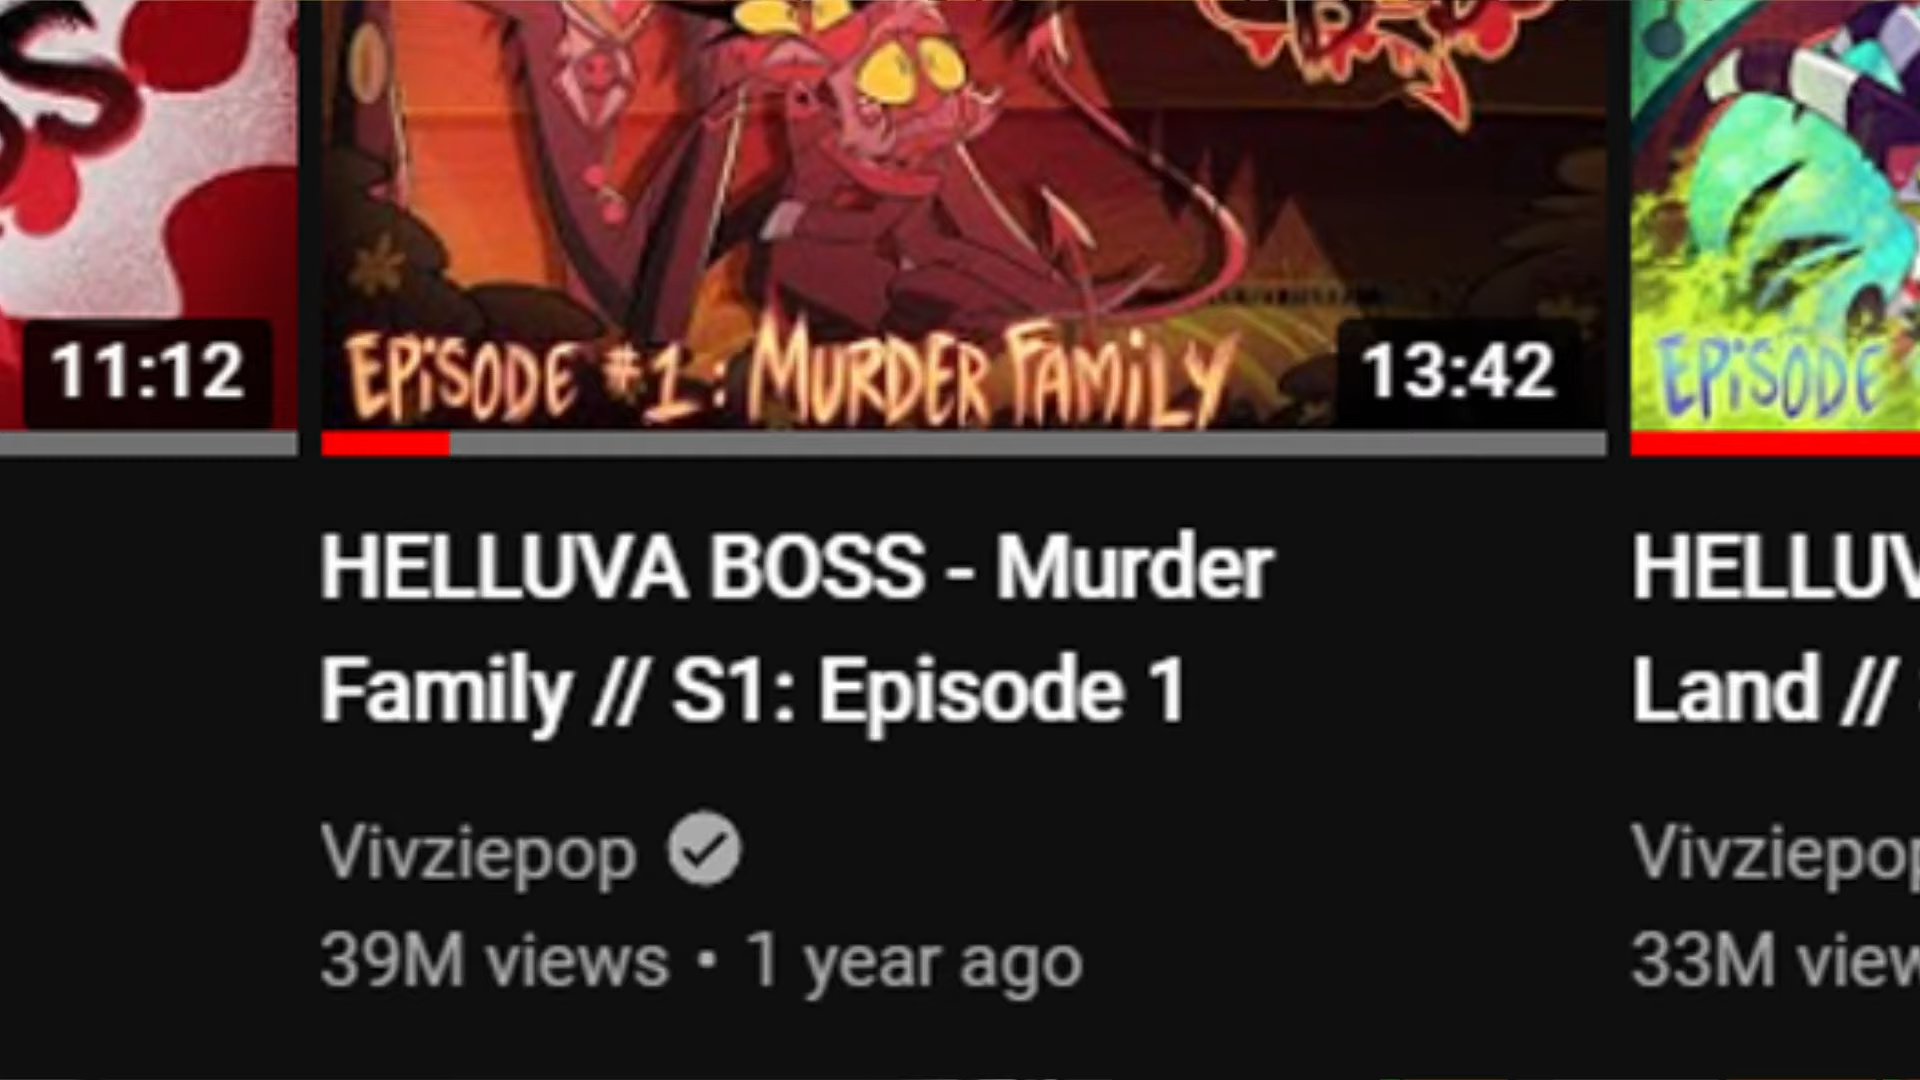 11:12
EPiSODE #1: MURDER FAMiLY
13:42
EPiSODE
HELLUVA BOSS - Murder
Family // S1: Episode 1
Vivziepop
39M views • 1 year ago
HELLUV
Land //
Vivziepop
33M view